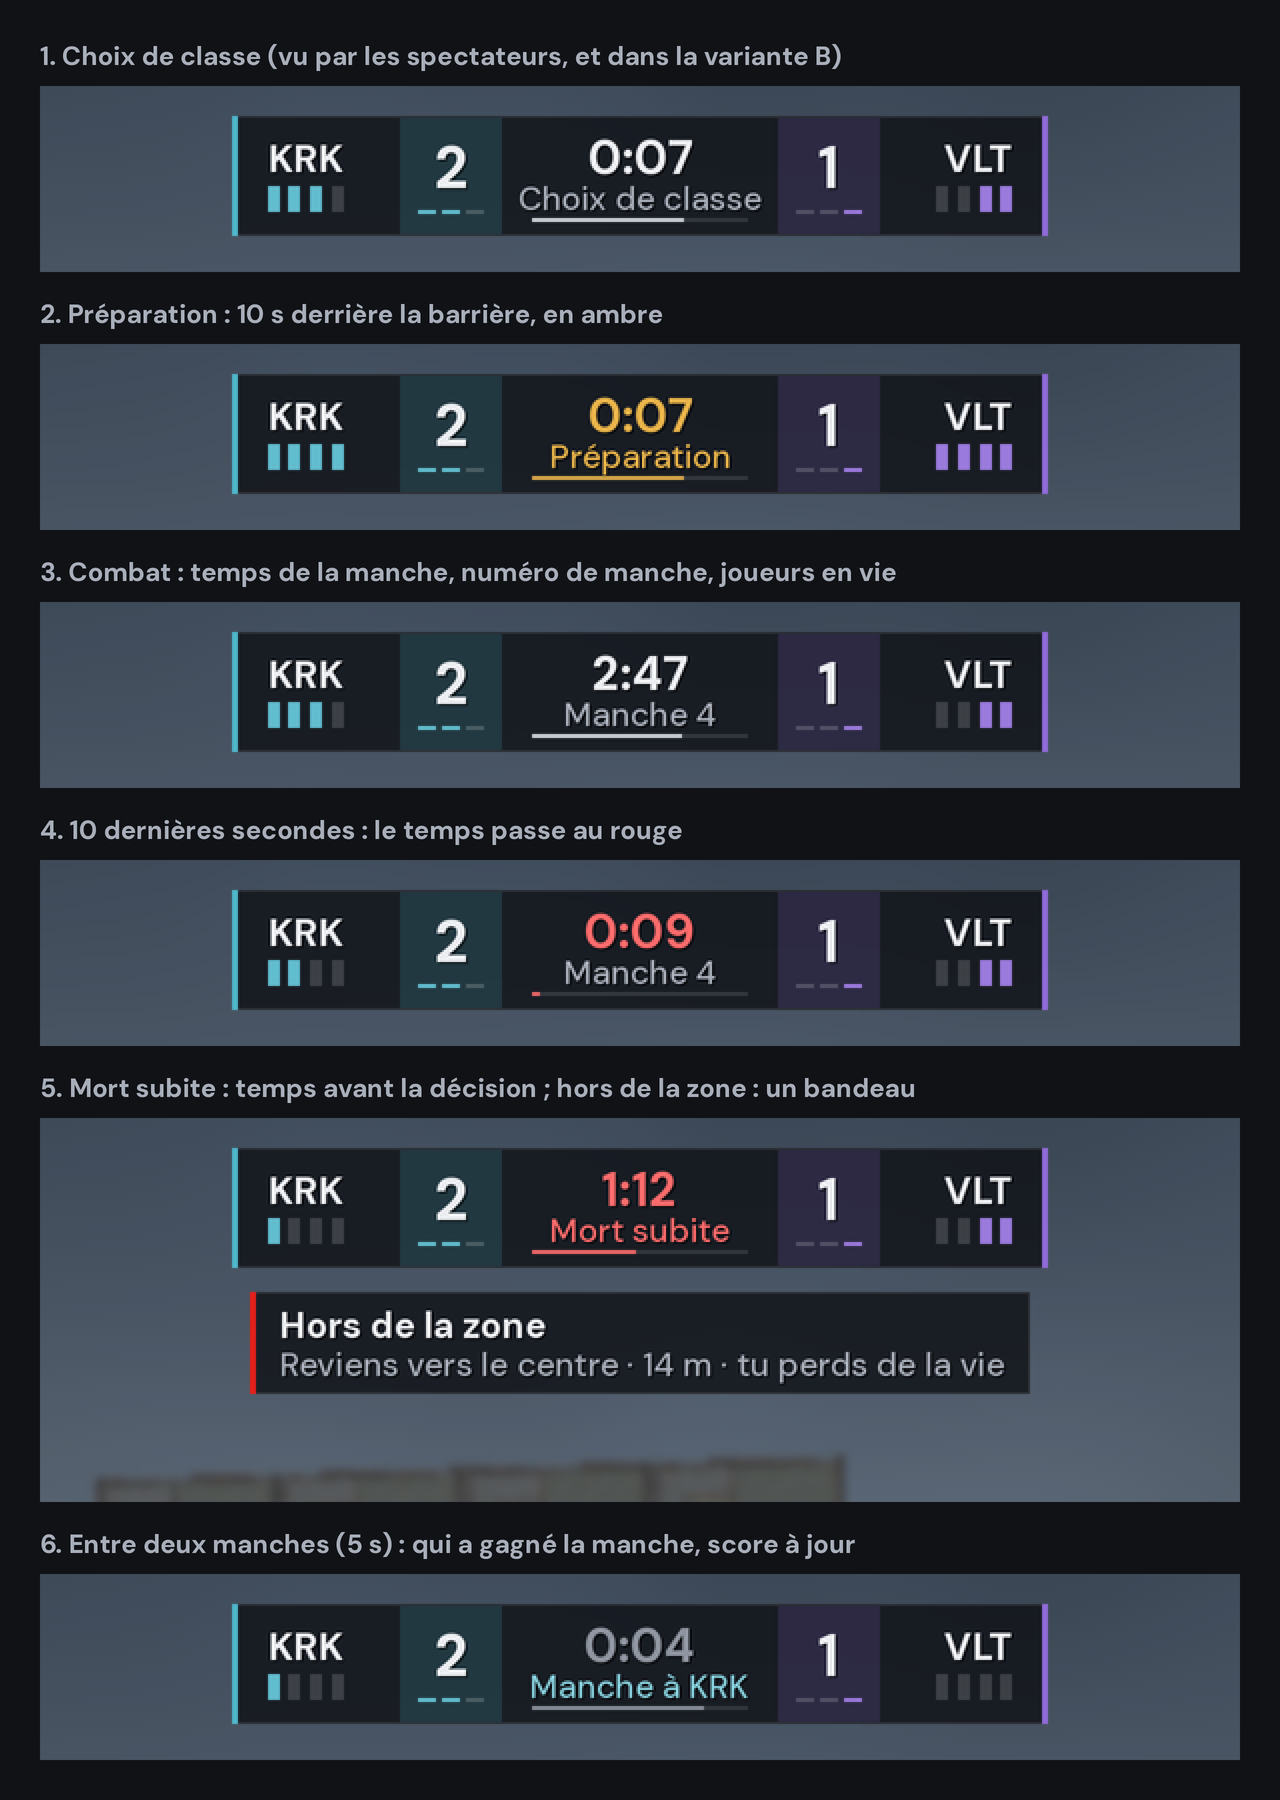 1. Choix de classe (vu par les spectateurs, et dans la variante B)
KRK 2 0:07 1 VLT
Choix de classe
2. Préparation : 10 s derrière la barrière, en ambre
KRK 2 0:07 1 VLT
Préparation
3. Combat : temps de la manche, numéro de manche, joueurs en vie
KRK 2 2:47 1 VLT
Manche 4
4. 10 dernières secondes : le temps passe au rouge
KRK 2 0:09 1 VLT
Manche 4
5. Mort subite : temps avant la décision ; hors de la zone : un bandeau
KRK 2 1:12 1 VLT
Mort subite
Hors de la zone
Reviens vers le centre · 14 m · tu perds de la vie
6. Entre deux manches (5 s) : qui a gagné la manche, score à jour
KRK 2 0:04 1 VLT
Manche à KRK